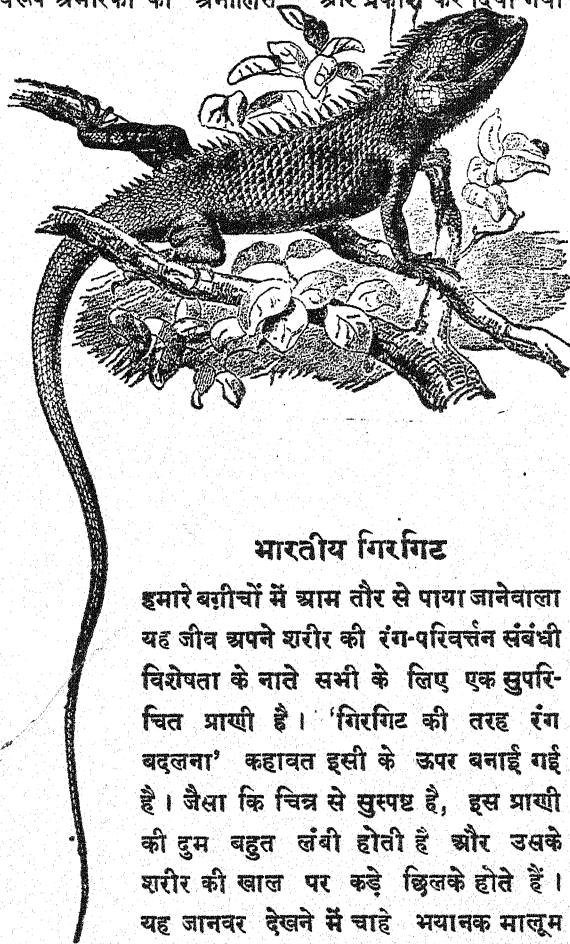 भारतीय गिरगिट
हमारे बग़ीचों में आम तौर से पाया जानेवाला
यह जीव अपने शरीर की रंग-परिवर्त्तन संबंधी
विशेषता के नाते सभी के लिए एक सुपरि-
चित प्राणी है। 'गिरगिट की तरह रंग
बदलना' कहावत इसी के ऊपर बनाई गई
है। जैसा कि चित्र से सुस्पष्ट है, इस प्राणी
की दुम बहुत लंबी होती है और उसके
शरीर की खाल पर कड़े छिलके होते हैं।
यह जानवर देखने में चाहे भयानक मालूम